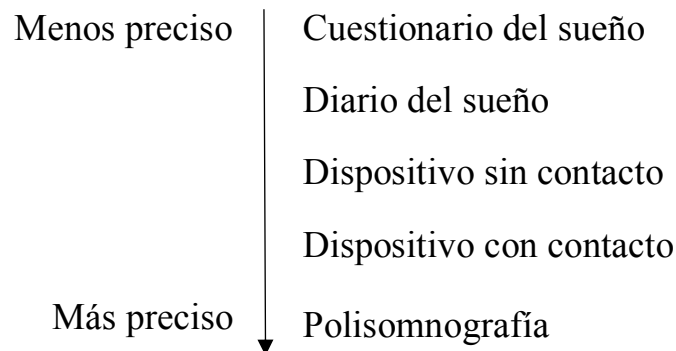 Menos preciso Cuestionario del sueño
Diario del sueño
Dispositivo sin contacto
Dispositivo con contacto
Más preciso Polisomnografía